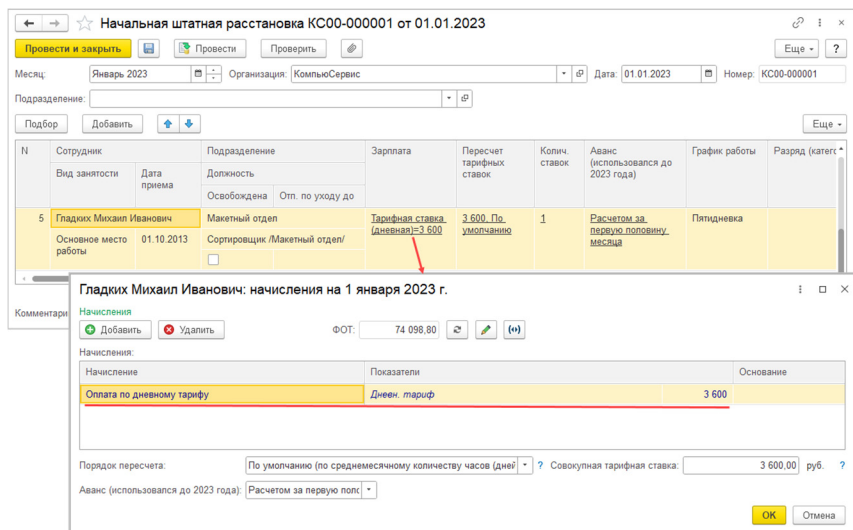 Начальная штатная расстановка КС00-000001 от 01.01.2023
Провести и закрыть Провести Проверить Еще ?
Месяц: Январь 2023 Организация: КомпьюСервис Дата: 01.01.2023 Номер: КС00-000001
Подразделение:
Подбор Добавить Еще
N Сотрудник Подразделение Зарплата Пересчет Колич. Аванс График работы Разряд (катего
тарифных ставок (использовался до
Вид занятости Дата Должность ставок 2023 года)
приема
Освобождена Отп. по уходу до
5 Гладких Михаил Иванович Макетный отдел Тарифная ставка 3 600, По 1 Расчетом за Пятидневка
(дневная)=3 600 умолчанию первую половину
Основное место 01.10.2013 Сортировщик /Макетный отдел/ месяца
работы
Комментари
Гладких Михаил Иванович: начисления на 1 января 2023 г.
Начисления
Добавить Удалить ФОТ: 74 098,80
Начисления:
Начисление Показатели Основание
Оплата по дневному тарифу Дневн. тариф 3 600
Порядок пересчета: По умолчанию (по среднемесячному количеству часов (дней ? Совокупная тарифная ставка: 3 600,00 руб. ?
Аванс (использовался до 2023 года): Расчетом за первую поло
ОК Отмена